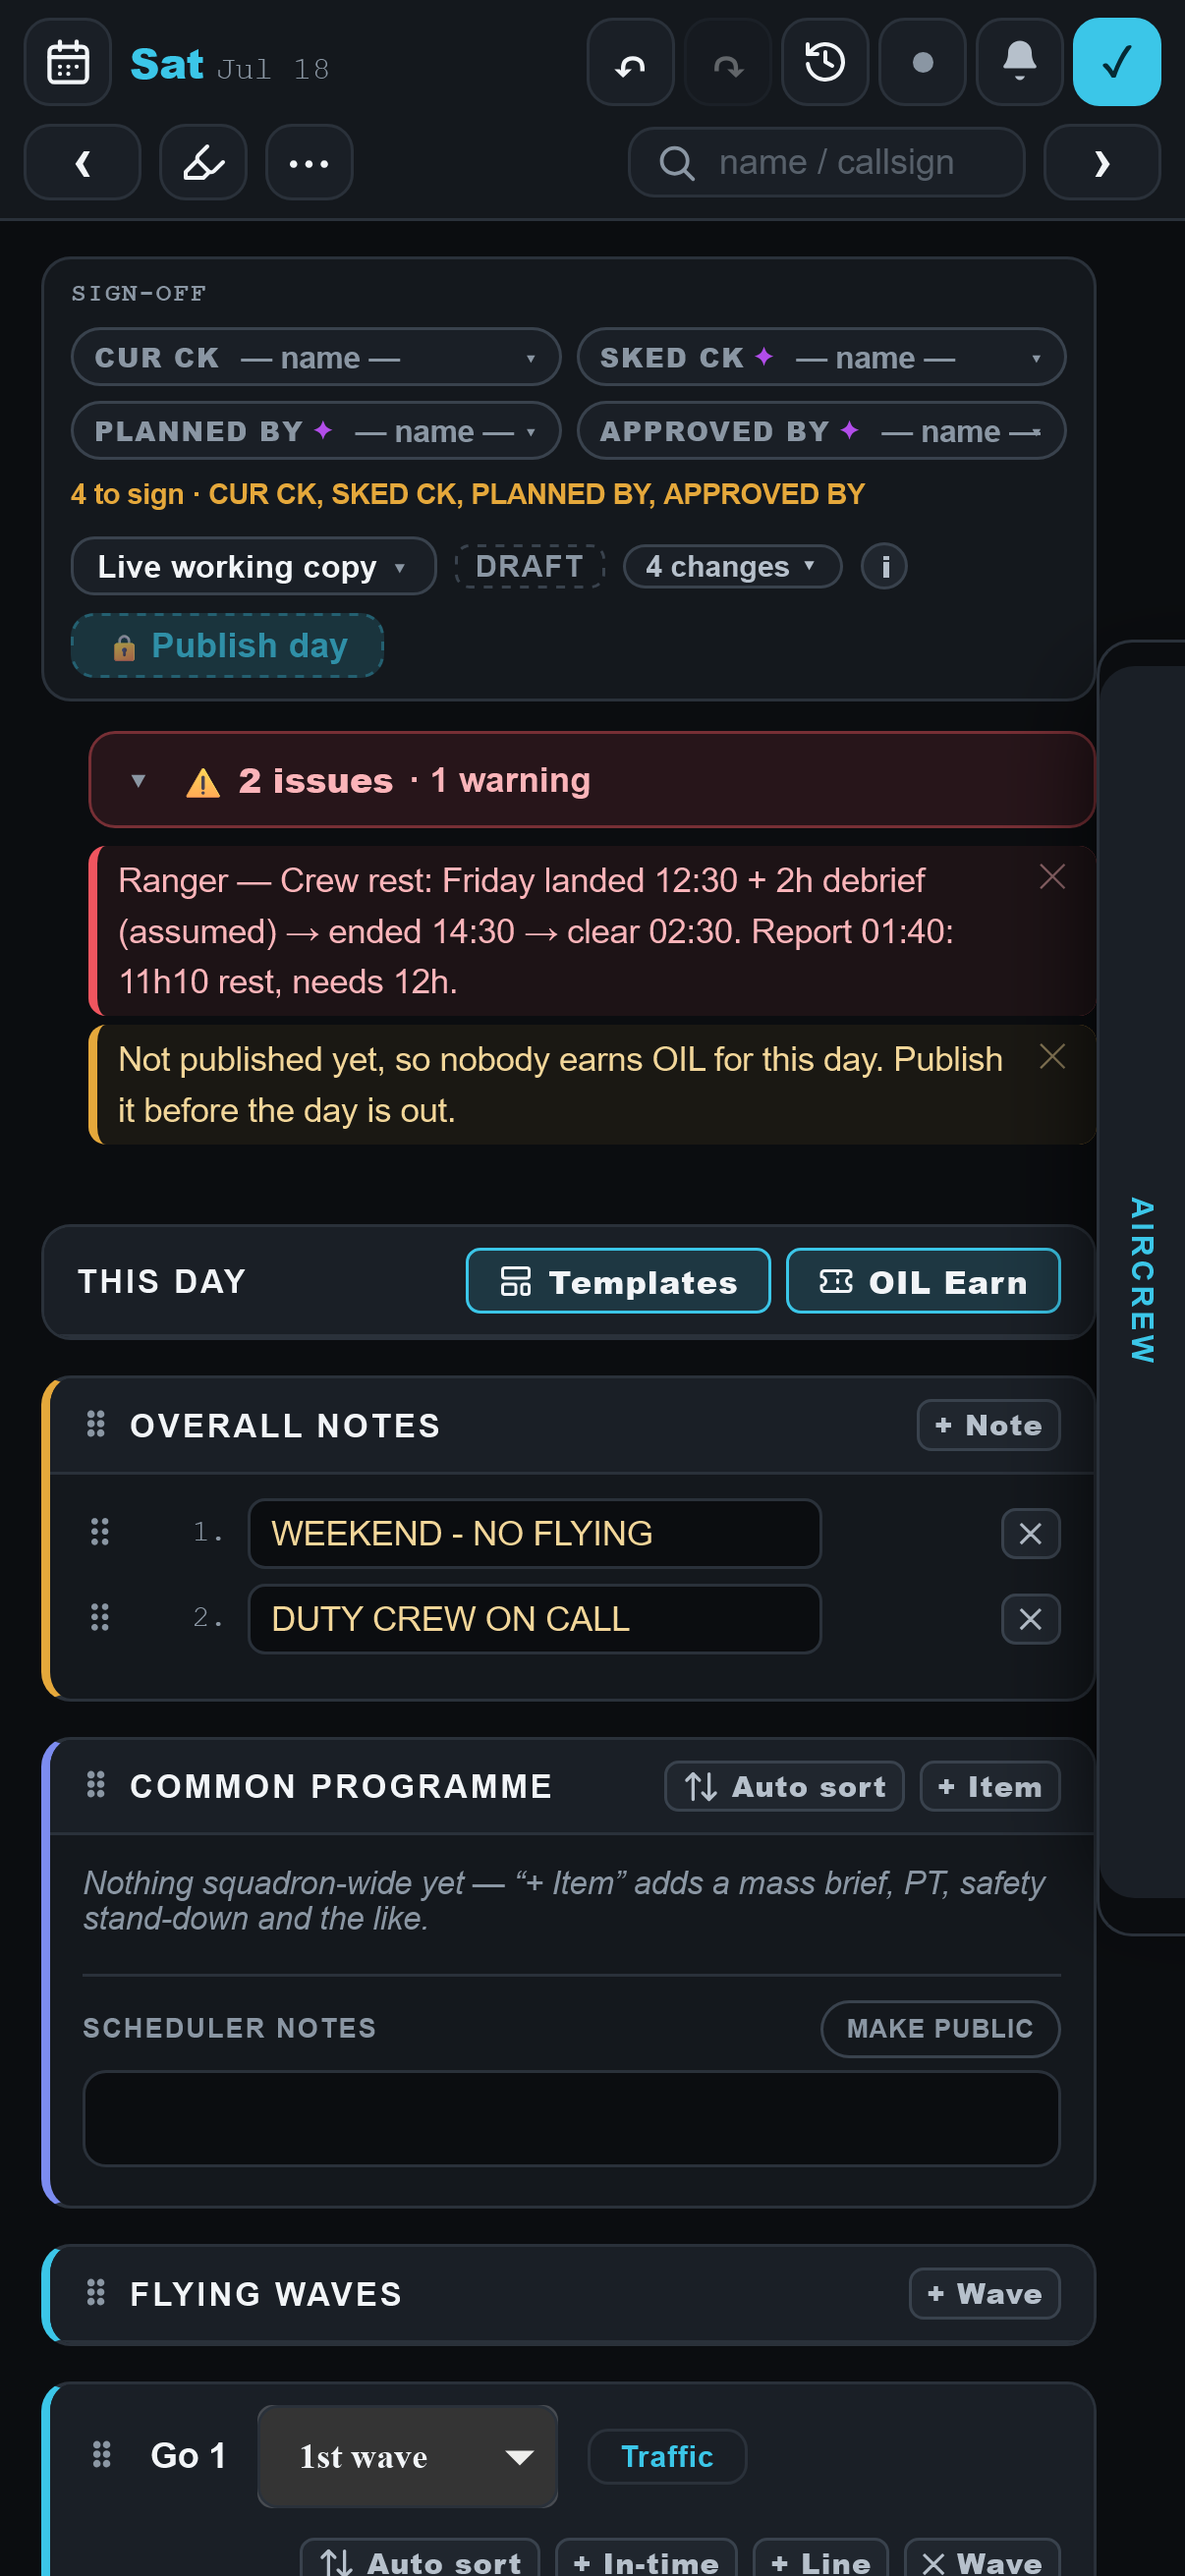 Sat Jul 18
name / callsign
SIGN-OFF
CUR CK — name —
SKED CK — name —
PLANNED BY — name —
APPROVED BY — name —
4 to sign · CUR CK, SKED CK, PLANNED BY, APPROVED BY
Live working copy DRAFT 4 changes i
Publish day
2 issues · 1 warning
Ranger — Crew rest: Friday landed 12:30 + 2h debrief
(assumed) → ended 14:30 → clear 02:30. Report 01:40:
11h10 rest, needs 12h.
Not published yet, so nobody earns OIL for this day. Publish
it before the day is out.
AIRCREW
THIS DAY Templates OIL Earn
OVERALL NOTES + Note
1. WEEKEND - NO FLYING
2. DUTY CREW ON CALL
COMMON PROGRAMME Auto sort + Item
Nothing squadron-wide yet — “+ Item” adds a mass brief, PT, safety
stand-down and the like.
SCHEDULER NOTES MAKE PUBLIC
FLYING WAVES + Wave
Go 1 1st wave Traffic
Auto sort + In-time + Line × Wave